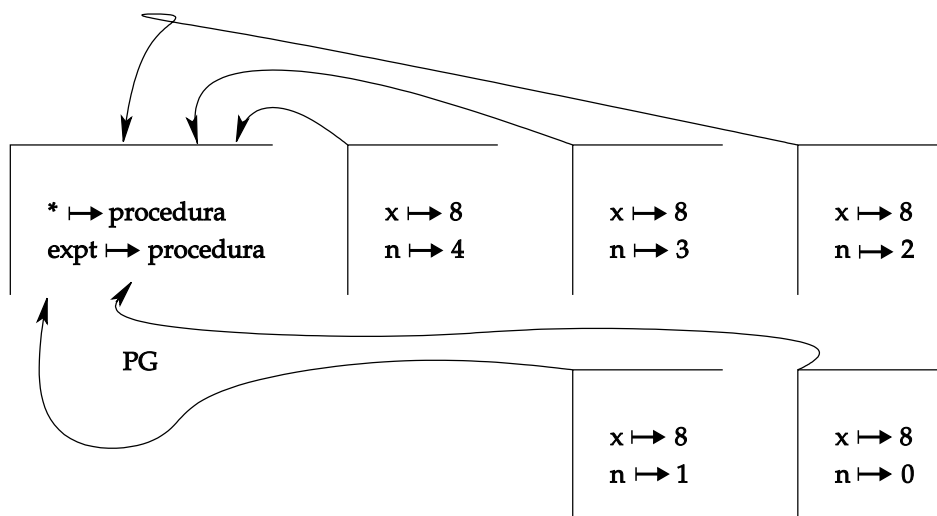 * ↦ procedura
expt ↦ procedura
x ↦ 8
n ↦ 4
x ↦ 8
n ↦ 3
x ↦ 8
n ↦ 2
PG
x ↦ 8
n ↦ 1
x ↦ 8
n ↦ 0